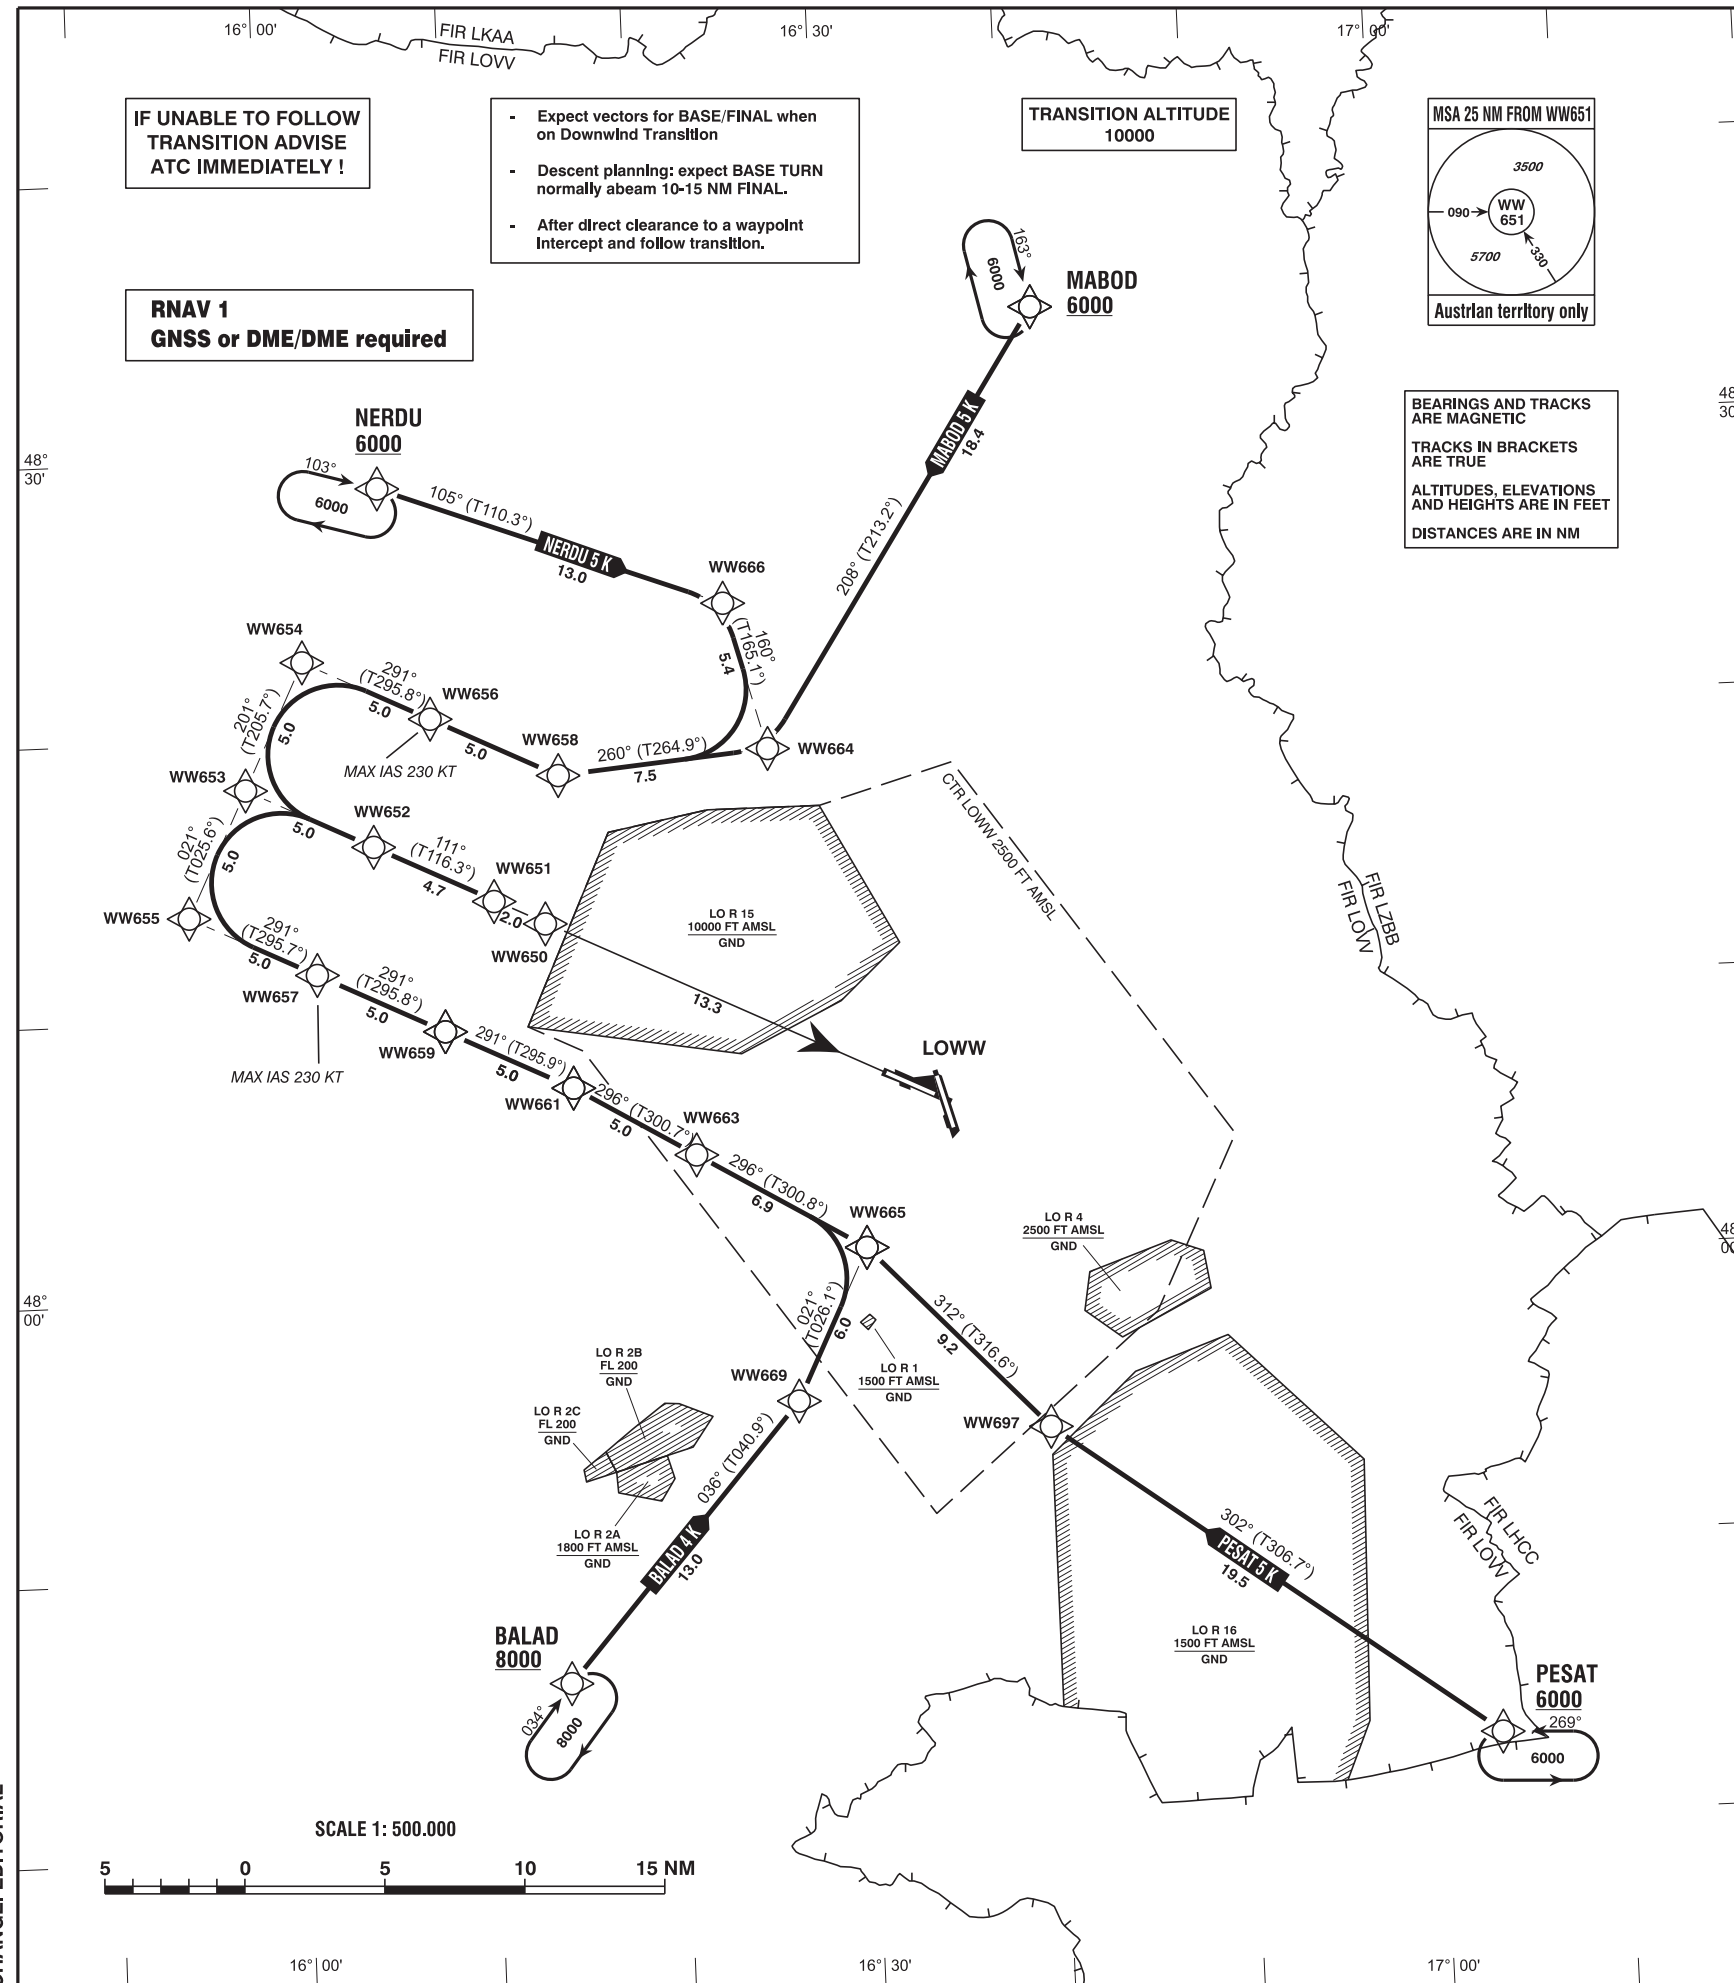 16° 00'
16° 30'
17° 00'
FIR LKAA
FIR LOVV
IF UNABLE TO FOLLOW
TRANSITION ADVISE
ATC IMMEDIATELY !
- Expect vectors for BASE/FINAL when
on Downwind Transition
- Descent planning: expect BASE TURN
normally abeam 10-15 NM FINAL.
- After direct clearance to a waypoint
intercept and follow transition.
TRANSITION ALTITUDE
10000
MSA 25 NM FROM WW651
3500
090
WW
651
5700
330
Austrian territory only
RNAV 1
GNSS or DME/DME required
163°
6000
MABOD
6000
MABOD 5 K
18.4
208° (T213.2°)
BEARINGS AND TRACKS
ARE MAGNETIC
TRACKS IN BRACKETS
ARE TRUE
ALTITUDES, ELEVATIONS
AND HEIGHTS ARE IN FEET
DISTANCES ARE IN NM
48
30
NERDU
6000
103°
6000
48°
30'
105° (T110.3°)
NERDU 5 K
13.0
WW666
160°
(T165.1°)
5.4
WW654
291°
(T295.8°)
5.0
WW656
201°
(T205.7°)
5.0
5.0
WW658
260° (T264.9°)
7.5
WW664
MAX IAS 230 KT
WW653
WW652
5.0
021°
(T025.6°)
5.0
111°
(T116.3°)
4.7
WW651
2.0
WW650
CTR LOWW 2500 FT AMSL
LO R 15
10000 FT AMSL
GND
FIR LZBB
FIR LOVV
WW655
291°
(T295.7°)
5.0
WW657
291°
(T295.8°)
5.0
13.3
WW659
291° (T295.9°)
5.0
LOWW
MAX IAS 230 KT
WW661
296° (T300.7°)
5.0
WW663
296° (T300.8°)
6.9
WW665
LO R 4
2500 FT AMSL
GND
48
00
48°
00'
021°
(T026.1°)
6.0
312° (T316.6°)
9.2
LO R 1
1500 FT AMSL
GND
LO R 2B
FL 200
GND
WW669
LO R 2C
FL 200
GND
WW697
036° (T040.9°)
LO R 2A
1800 FT AMSL
GND
BALAD 4 K
13.0
302° (T306.7°)
PESAT 5 K
19.5
FIR LHCC
FIR LOVV
BALAD
8000
034°
8000
LO R 16
1500 FT AMSL
GND
PESAT
6000
269°
6000
SCALE 1: 500.000
5 0 5 10 15 NM
16° 00'
16° 30'
17° 00'